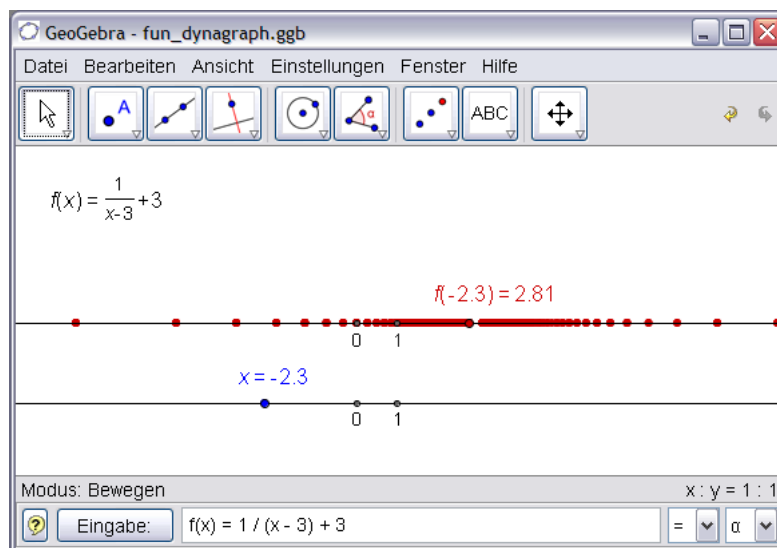 GeoGebra - fun_dynagraph.ggb
Datei Bearbeiten Ansicht Einstellungen Fenster Hilfe
A α ABC
f(x) = 1/(x-3) + 3
f(-2.3) = 2.81
0 1
x = -2.3
0 1
Modus: Bewegen x : y = 1 : 1
? Eingabe: f(x) = 1 / (x - 3) + 3 = α